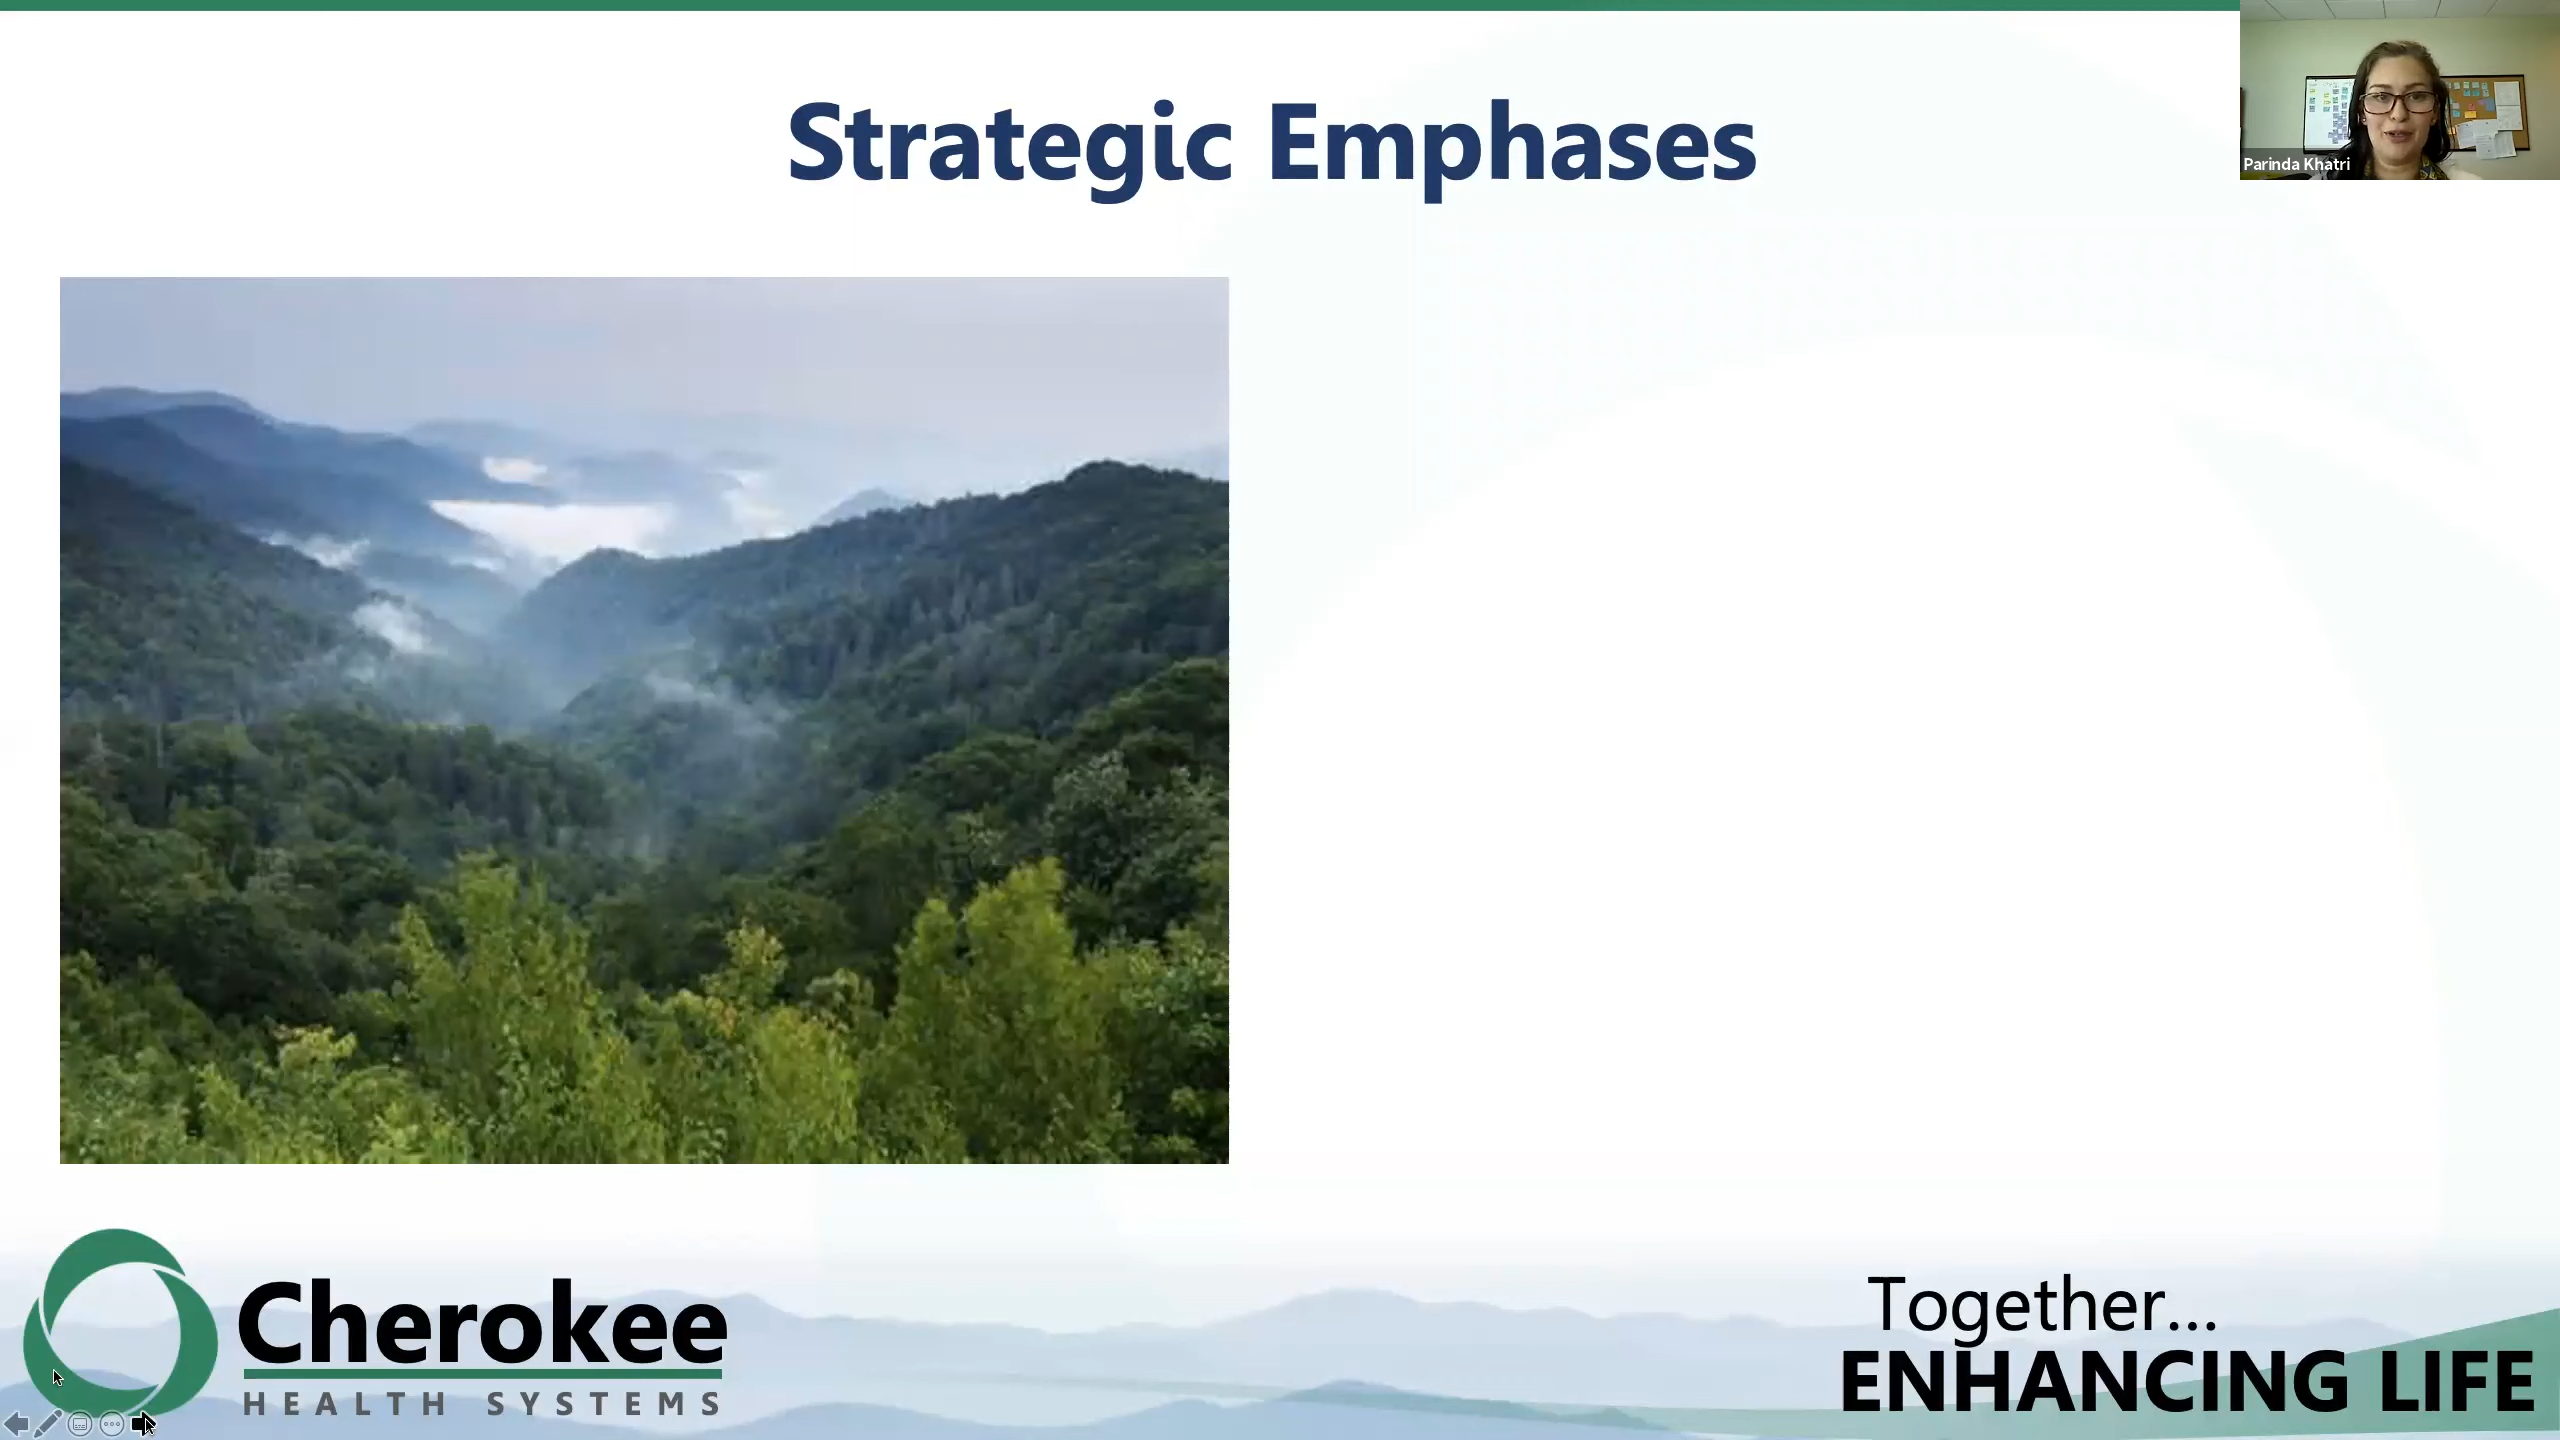 Strategic Emphases
Parinda Khatri
Cherokee
HEALTH SYSTEMS
Together...
ENHANCING LIFE